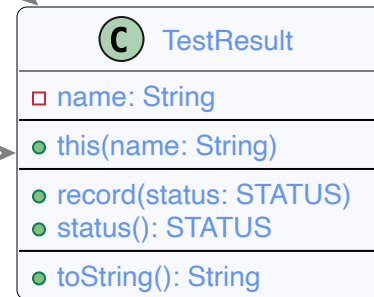 C TestResult
name: String
this(name: String)
record(status: STATUS)
status(): STATUS
toString(): String